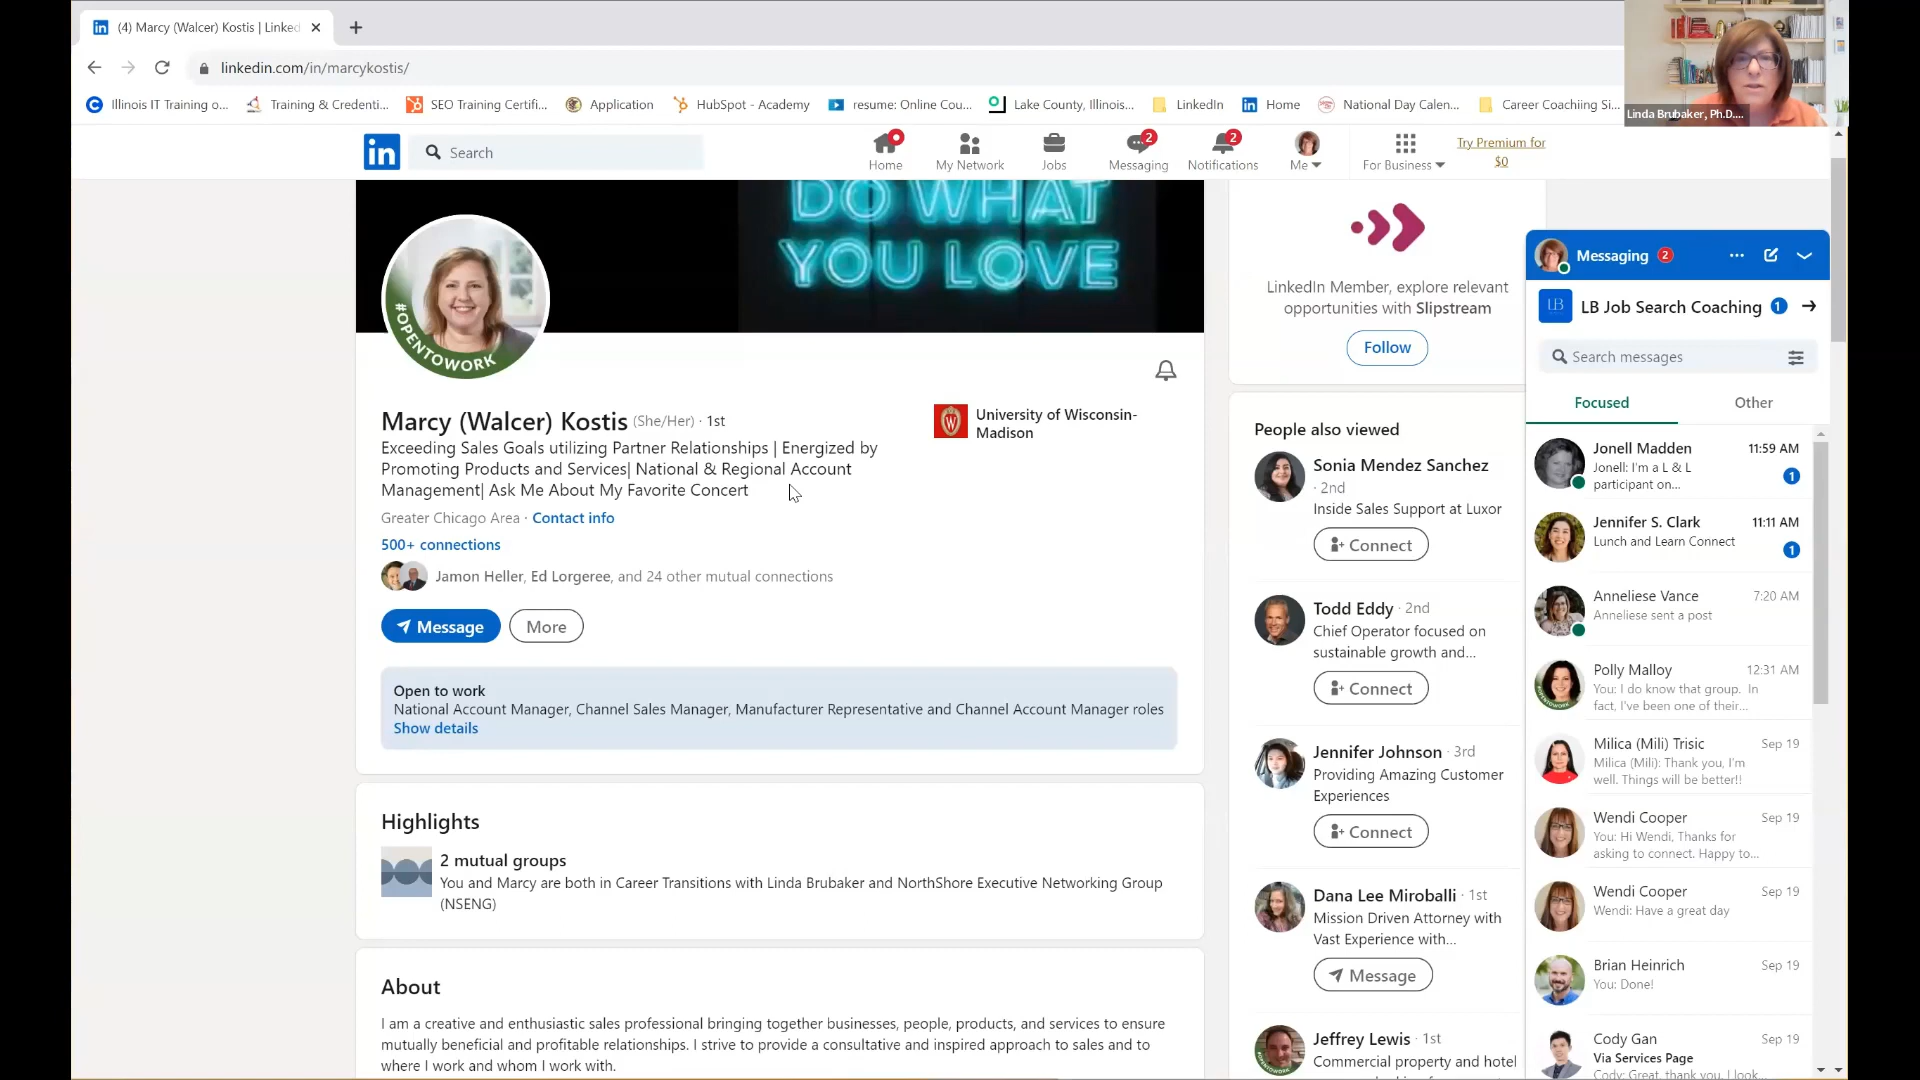 (4) Marcy (Walcer) Kostis | Linked
linkedin.com/in/marcykostis/
Illinois IT Training o...
Training & Credenti...
SEO Training Certifi...
Application
HubSpot - Academy
resume: Online Cou...
Lake County, Illinois...
LinkedIn
Home
National Day Calen...
Career Coachiing Si...
Linda Brubaker, Ph.D....
in
Search
Home
My Network
Jobs
2
Messaging
2
Notifications
Me
For Business
Try Premium for
$0
DO WHAT
YOU LOVE
#OPENTOWORK
Marcy (Walcer) Kostis (She/Her) · 1st
Exceeding Sales Goals utilizing Partner Relationships | Energized by
Promoting Products and Services| National & Regional Account
Management| Ask Me About My Favorite Concert
Greater Chicago Area · Contact info
500+ connections
Jamon Heller, Ed Lorgeree, and 24 other mutual connections
Message
More
W
University of Wisconsin-
Madison
Open to work
National Account Manager, Channel Sales Manager, Manufacturer Representative and Channel Account Manager roles
Show details
Highlights
2 mutual groups
You and Marcy are both in Career Transitions with Linda Brubaker and NorthShore Executive Networking Group
(NSENG)
About
I am a creative and enthusiastic sales professional bringing together businesses, people, products, and services to ensure
mutually beneficial and profitable relationships. I strive to provide a consultative and inspired approach to sales and to
where I work and whom I work with.
LinkedIn Member, explore relevant
opportunities with Slipstream
Follow
People also viewed
Sonia Mendez Sanchez
· 2nd
Inside Sales Support at Luxor
Connect
Todd Eddy · 2nd
Chief Operator focused on
sustainable growth and...
Connect
Jennifer Johnson · 3rd
Providing Amazing Customer
Experiences
Connect
Dana Lee Miroballi · 1st
Mission Driven Attorney with
Vast Experience with...
Message
Jeffrey Lewis · 1st
Commercial property and hotel
Messaging 2
LB
LB Job Search Coaching 1
Search messages
Focused
Other
Jonell Madden 11:59 AM
Jonell: I'm a L & L
participant on...
1
Jennifer S. Clark 11:11 AM
Lunch and Learn Connect
1
Anneliese Vance 7:20 AM
Anneliese sent a post
Polly Malloy 12:31 AM
You: I do know that group. In
fact, I've been one of their...
Milica (Mili) Trisic Sep 19
Milica (Mili): Thank you, I'm
well. Things will be better!!
Wendi Cooper Sep 19
You: Hi Wendi, Thanks for
asking to connect. Happy to...
Wendi Cooper Sep 19
Wendi: Have a great day
Brian Heinrich Sep 19
You: Done!
Cody Gan Sep 19
Via Services Page
Cody: Great, thank you. I look...